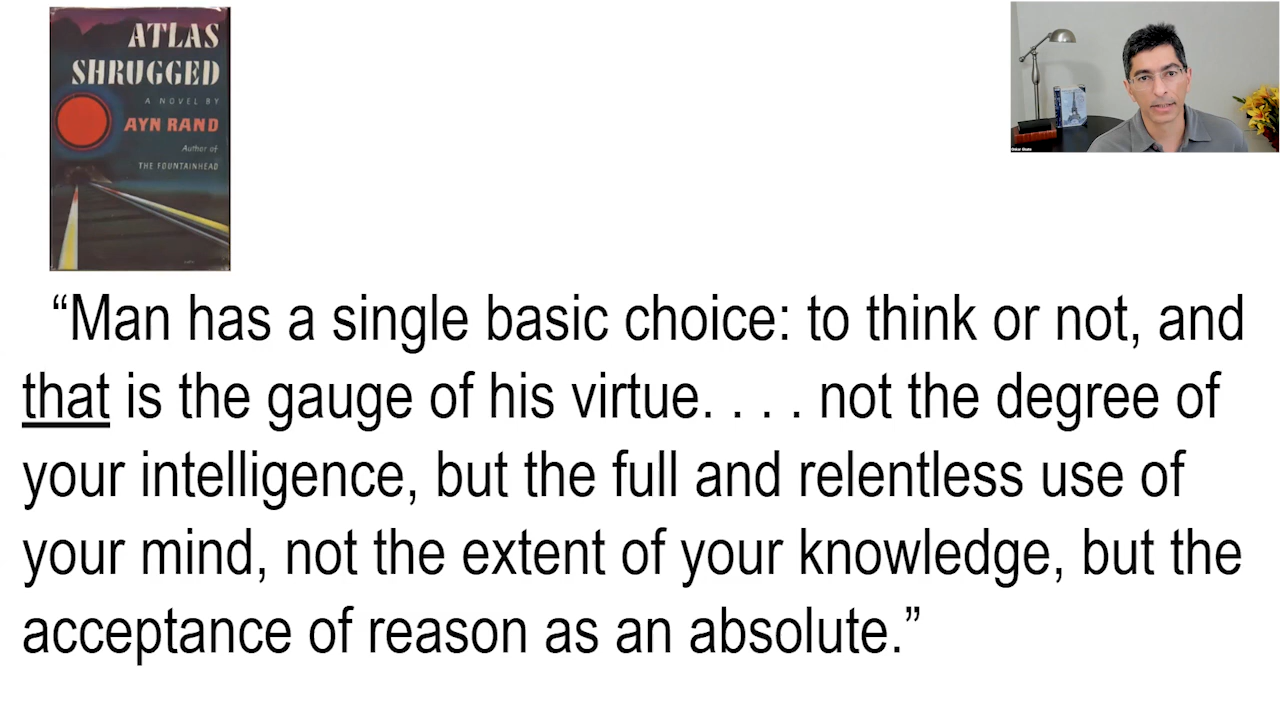 ATLAS
SHRUGGED
A NOVEL BY
AYN RAND
Author of
THE FOUNTAINHEAD
“Man has a single basic choice: to think or not, and
that is the gauge of his virtue. . . . not the degree of
your intelligence, but the full and relentless use of
your mind, not the extent of your knowledge, but the
acceptance of reason as an absolute.”